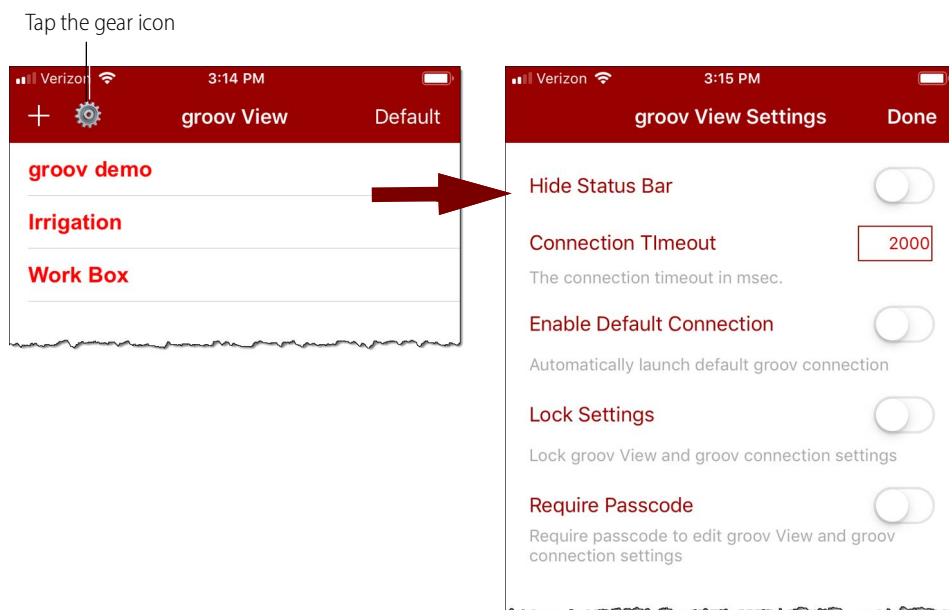 Tap the gear icon
Verizon 3:14 PM
groov View Default
groov demo
Irrigation
Work Box
Verizon 3:15 PM
groov View Settings Done
Hide Status Bar
Connection TImeout 2000
The connection timeout in msec.
Enable Default Connection
Automatically launch default groov connection
Lock Settings
Lock groov View and groov connection settings
Require Passcode
Require passcode to edit groov View and groov
connection settings